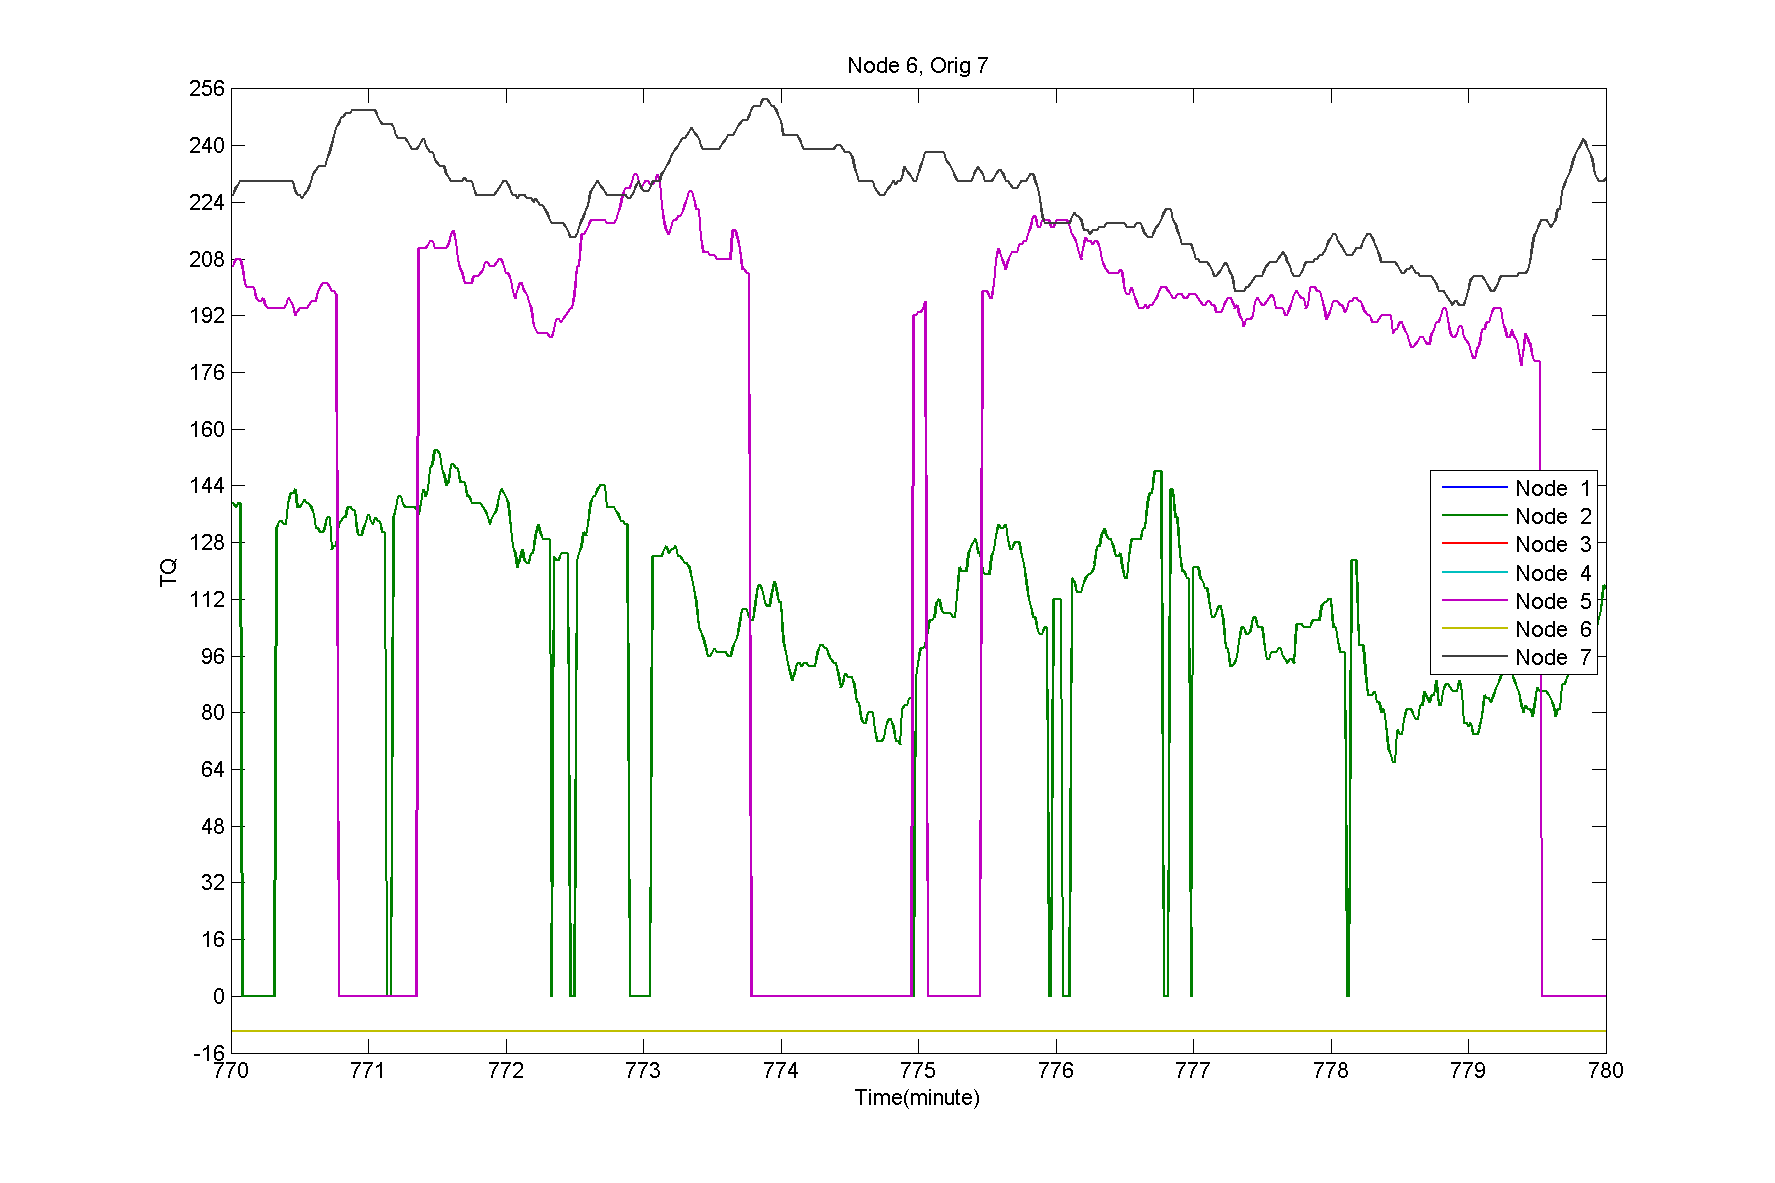 Node 6, Orig 7
256
240
224
208
192
176
160
144
128
112
96
80
64
48
32
16
0
-16
TQ
Node 1
Node 2
Node 3
Node 4
Node 5
Node 6
Node 7
770 771 772 773 774 775 776 777 778 779 780
Time(minute)